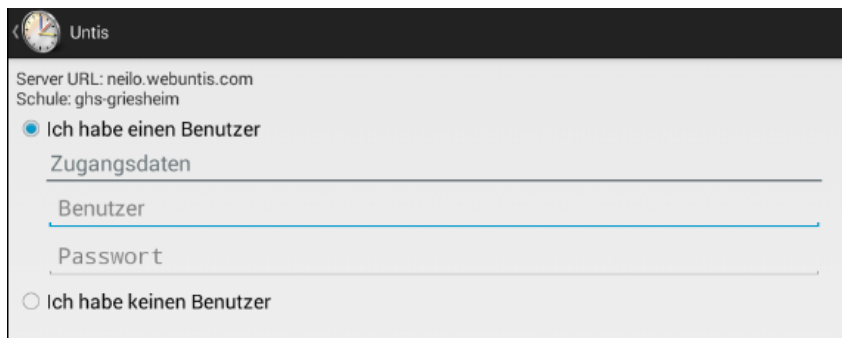 Untis
Server URL: neilo.webuntis.com
Schule: ghs-griesheim
Ich habe einen Benutzer
Zugangsdaten
Benutzer
Passwort
Ich habe keinen Benutzer